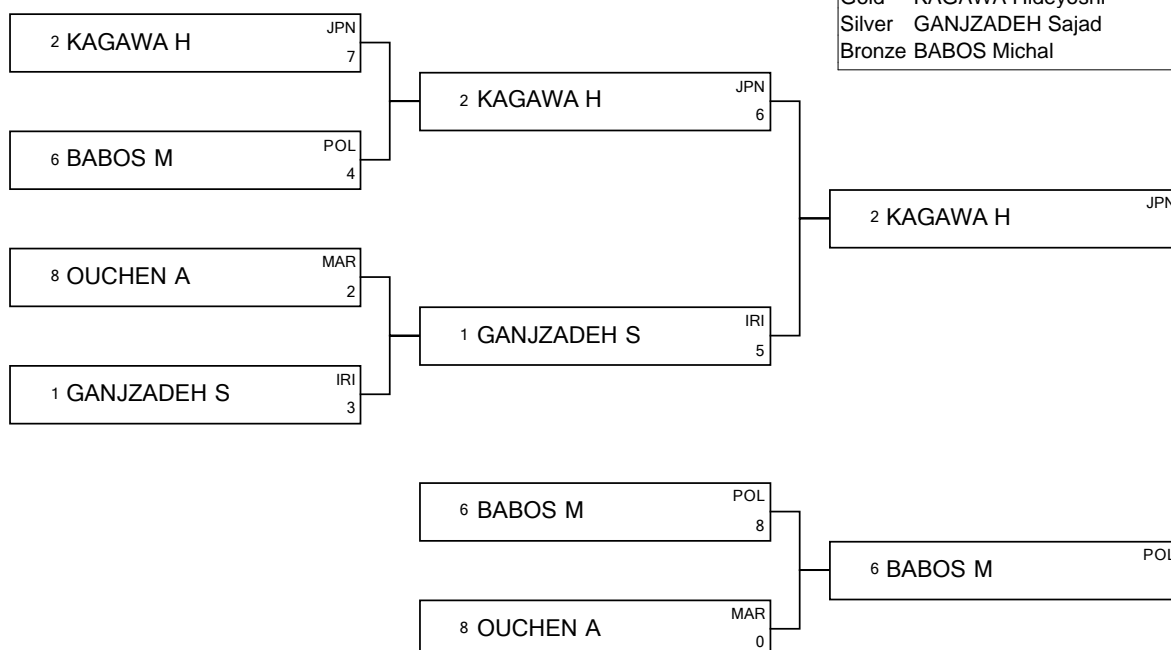 Gold KAGAWA Hideyoshi
Silver GANJZADEH Sajad
Bronze BABOS Michal
2 KAGAWA H JPN
7
6 BABOS M POL
4
8 OUCHEN A MAR
2
1 GANJZADEH S IRI
3
2 KAGAWA H JPN
6
1 GANJZADEH S IRI
5
2 KAGAWA H JPN
6 BABOS M POL
8
8 OUCHEN A MAR
0
6 BABOS M POL